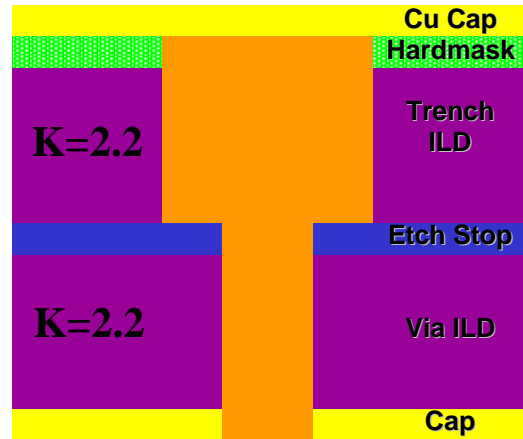 Cu Cap
Hardmask
K=2.2
Trench
ILD
Etch Stop
K=2.2
Via ILD
Cap